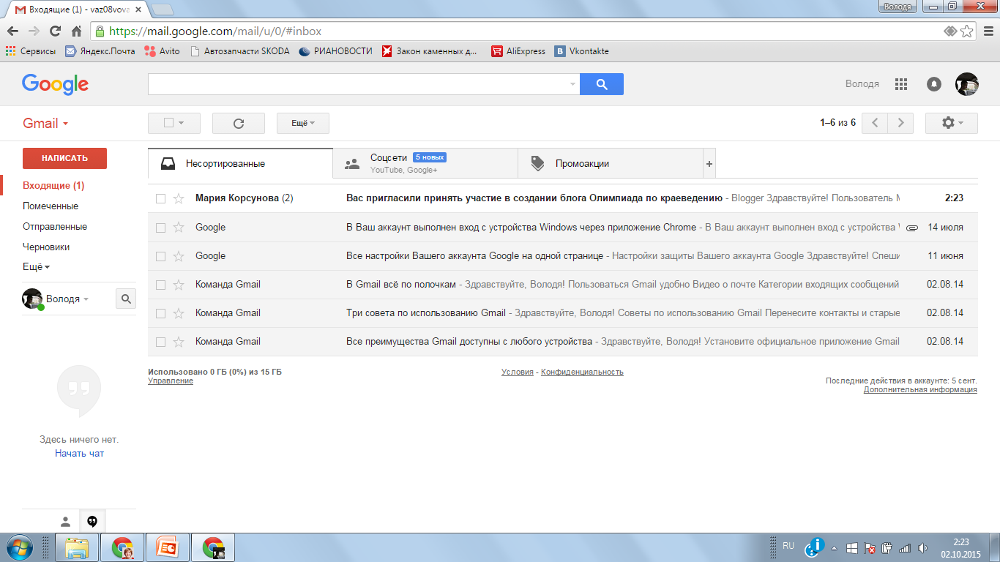 Входящие (1) - vaz08vova
Володя
https://mail.google.com/mail/u/0/#inbox
Сервисы Яндекс.Почта Avito Автозапчасти SKODA РИАНОВОСТИ Закон каменных д... AliExpress Vkontakte
Google
Володя
Gmail
Ещё
1–6 из 6
НАПИСАТЬ
Входящие (1)
Помеченные
Отправленные
Черновики
Ещё
Володя
Здесь ничего нет.
Начать чат
Несортированные
Соцсети 5 новых
YouTube, Google+
Промоакции
+
Мария Корсунова (2) Вас пригласили принять участие в создании блога Олимпиада по краеведению - Blogger Здравствуйте! Пользователь М 2:23
Google В Ваш аккаунт выполнен вход с устройства Windows через приложение Chrome - В Ваш аккаунт выполнен вход с устройства 14 июля
Google Все настройки Вашего аккаунта Google на одной странице - Настройки защиты Вашего аккаунта Google Здравствуйте! Спеши 11 июня
Команда Gmail В Gmail всё по полочкам - Здравствуйте, Володя! Пользоваться Gmail удобно Видео о почте Категории входящих сообщений 02.08.14
Команда Gmail Три совета по использованию Gmail - Здравствуйте, Володя! Советы по использованию Gmail Перенесите контакты и старые 02.08.14
Команда Gmail Все преимущества Gmail доступны с любого устройства - Здравствуйте, Володя! Установите официальное приложение Gmail 02.08.14
Использовано 0 ГБ (0%) из 15 ГБ
Управление
Условия - Конфиденциальность
Последние действия в аккаунте: 5 сент.
Дополнительная информация
RU
2:23
02.10.2015